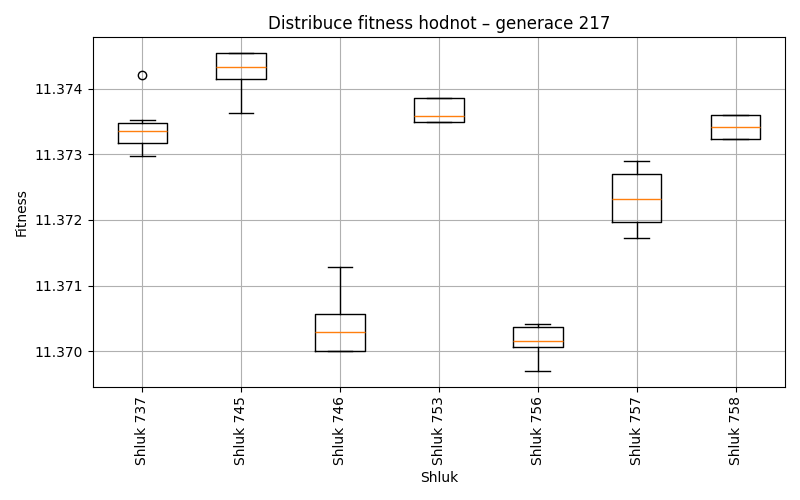 Distribuce fitness hodnot – generace 217
Fitness
11.374
11.373
11.372
11.371
11.370
Shluk 737
Shluk 745
Shluk 746
Shluk 753
Shluk 756
Shluk 757
Shluk 758
Shluk